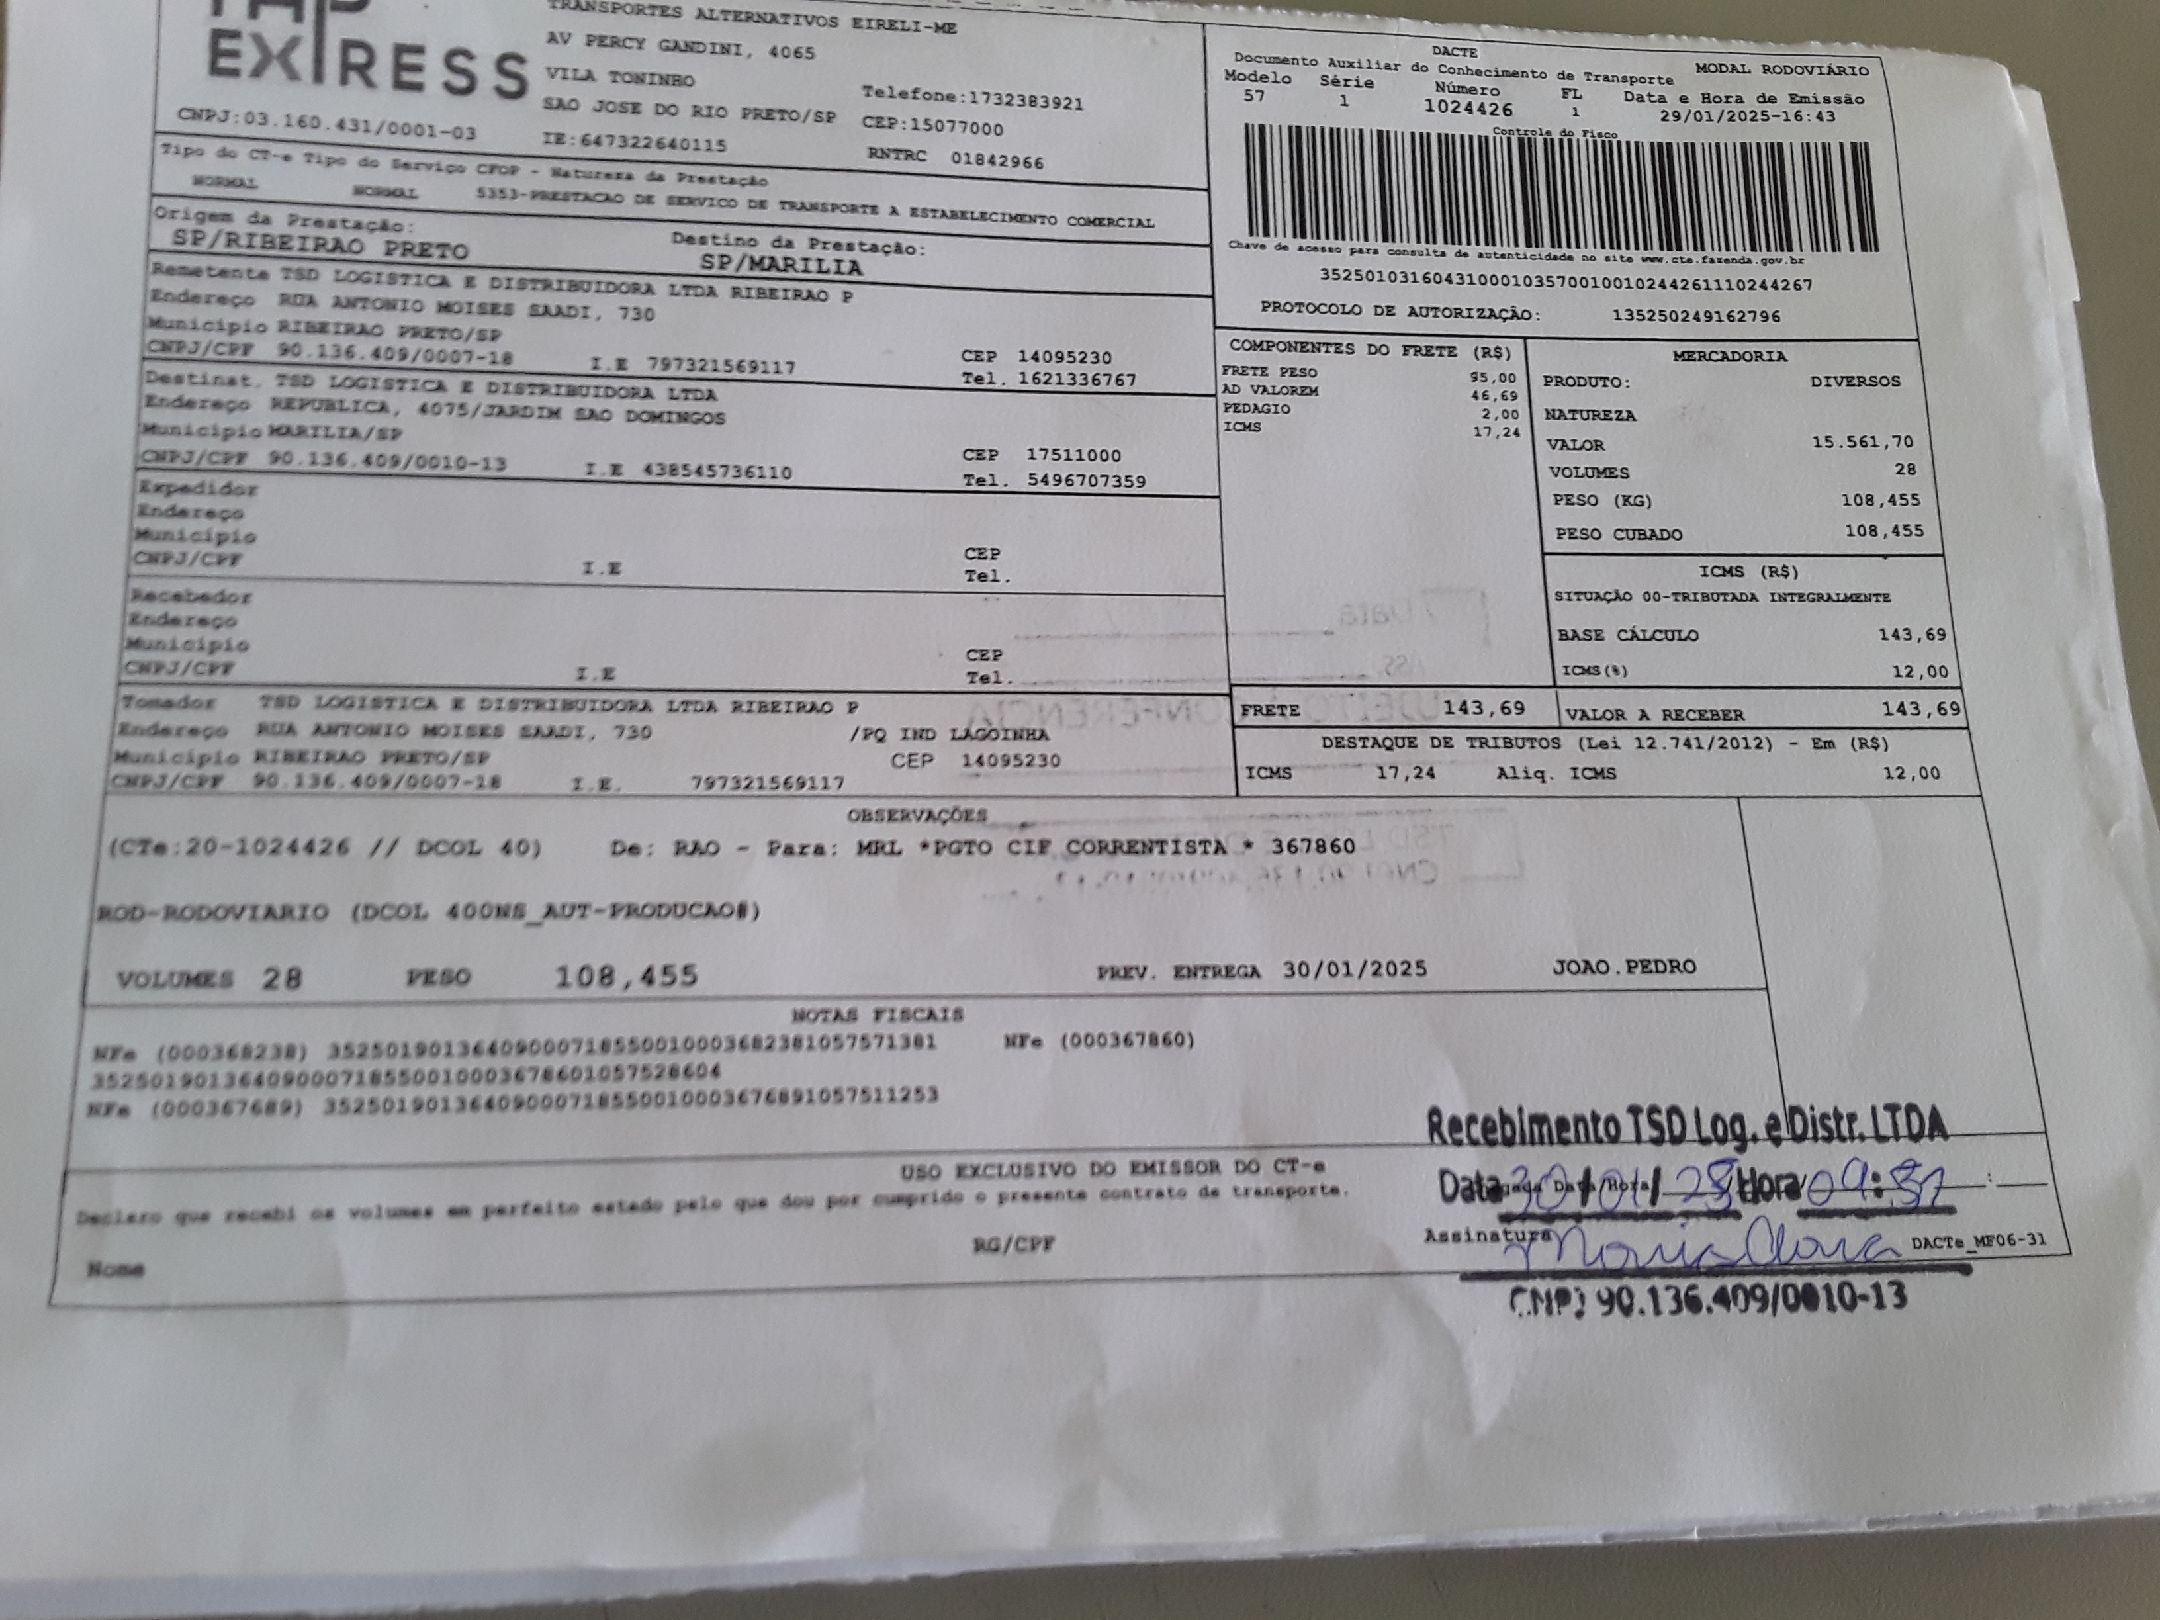 EXPRESS
TRANSPORTES ALTERNATIVOS EIRELI-ME
AV PERCY GANDINI, 4065
VILA TONINHO
Telefone:1732383921
SAO JOSE DO RIO PRETO/SP CEP:15077000
CNPJ:03.160.431/0001-03
IE:647322640115 RNTRC 01842966
Tipo do CT-e Tipo do Serviço CFOP - Natureza da Prestação
NORMAL NORMAL 5353-PRESTACAO DE SERVICO DE TRANSPORTE A ESTABELECIMENTO COMERCIAL
Origem da Prestação: Destino da Prestação:
SP/RIBEIRAO PRETO SP/MARILIA
Remetente TSD LOGISTICA E DISTRIBUIDORA LTDA RIBEIRAO P
Endereço RUA ANTONIO MOISES SAADI, 730
Município RIBEIRAO PRETO/SP CEP 14095230
CNPJ/CPF 90.136.409/0007-18 I.E 797321569117 Tel. 1621336767
Destinat. TSD LOGISTICA E DISTRIBUIDORA LTDA
Endereço REPUBLICA, 4075/JARDIM SAO DOMINGOS
Município MARILIA/SP CEP 17511000
CNPJ/CPF 90.136.409/0010-13 I.E 438545736110 Tel. 5496707359
Expedidor
Endereço
Município CEP
CNPJ/CPF I.E Tel.
Recebedor
Endereço
Município CEP
CNPJ/CPF I.E Tel.
Tomador TSD LOGISTICA E DISTRIBUIDORA LTDA RIBEIRAO P
Endereço RUA ANTONIO MOISES SAADI, 730 /PQ IND LAGOINHA
Município RIBEIRAO PRETO/SP CEP 14095230
CNPJ/CPF 90.136.409/0007-18 I.E. 797321569117
DACTE MODAL RODOVIÁRIO
Documento Auxiliar do Conhecimento de Transporte
Modelo Série Número FL Data e Hora de Emissão
57 1 1024426 1 29/01/2025-16:43
Controle do Fisco
Chave de acesso para consulta de autenticidade no site www.cte.fazenda.gov.br
35250103160431000103570010010244261110244267
PROTOCOLO DE AUTORIZAÇÃO: 135250249162796
COMPONENTES DO FRETE (R$)
FRETE PESO 95,00
AD VALOREM 46,69
PEDAGIO 2,00
ICMS 17,24
MERCADORIA
PRODUTO: DIVERSOS
NATUREZA
VALOR 15.561,70
VOLUMES 28
PESO (KG) 108,455
PESO CUBADO 108,455
ICMS (R$)
SITUAÇÃO 00-TRIBUTADA INTEGRALMENTE
BASE CÁLCULO 143,69
ICMS(%) 12,00
FRETE 143,69 VALOR A RECEBER 143,69
DESTAQUE DE TRIBUTOS (Lei 12.741/2012) - Em (R$)
ICMS 17,24 Aliq. ICMS 12,00
OBSERVAÇÕES
(CTe:20-1024426 // DCOL 40) De: RAO - Para: MRL *PGTO CIF CORRENTISTA * 367860
ROD-RODOVIARIO (DCOL 400NS_AUT-PRODUCAO#)
VOLUMES 28 PESO 108,455 PREV. ENTREGA 30/01/2025 JOAO.PEDRO
NOTAS FISCAIS
NFe (000368238) 35250190136409000718550010003682381057571381 NFe (000367860)
35250190136409000718550010003678601057528604
NFe (000367689) 35250190136409000718550010003676891057511253
USO EXCLUSIVO DO EMISSOR DO CT-e
Declaro que recebi os volumes em perfeito estado pelo que dou por cumprido o presente contrato de transporte.
Nome RG/CPF
Recebimento TSD Log. e Distr. LTDA
Data 30/01/25 Hora 09:51
Assinatura Maria Clara DACTe_MF06-31
CNPJ 90.136.409/0010-13